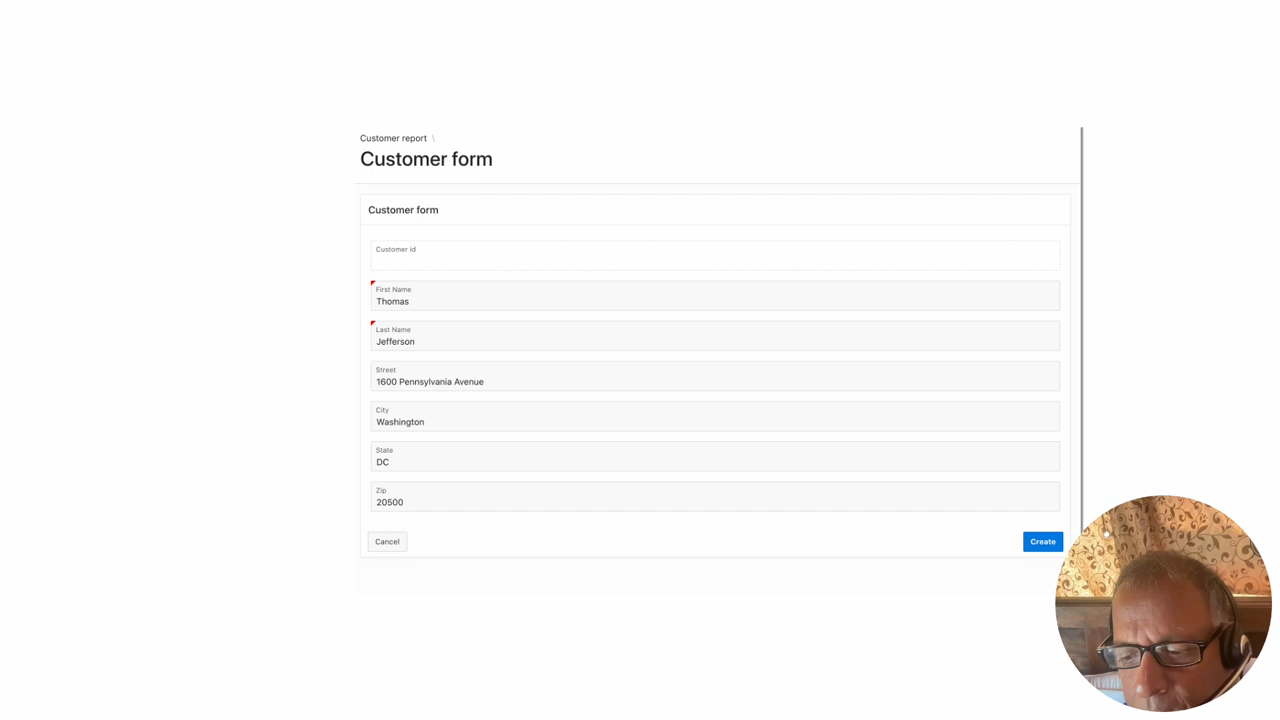 Customer report \
Customer form
Customer form
Customer id
First Name
Thomas
Last Name
Jefferson
Street
1600 Pennsylvania Avenue
City
Washington
State
DC
Zip
20500
Cancel
Create